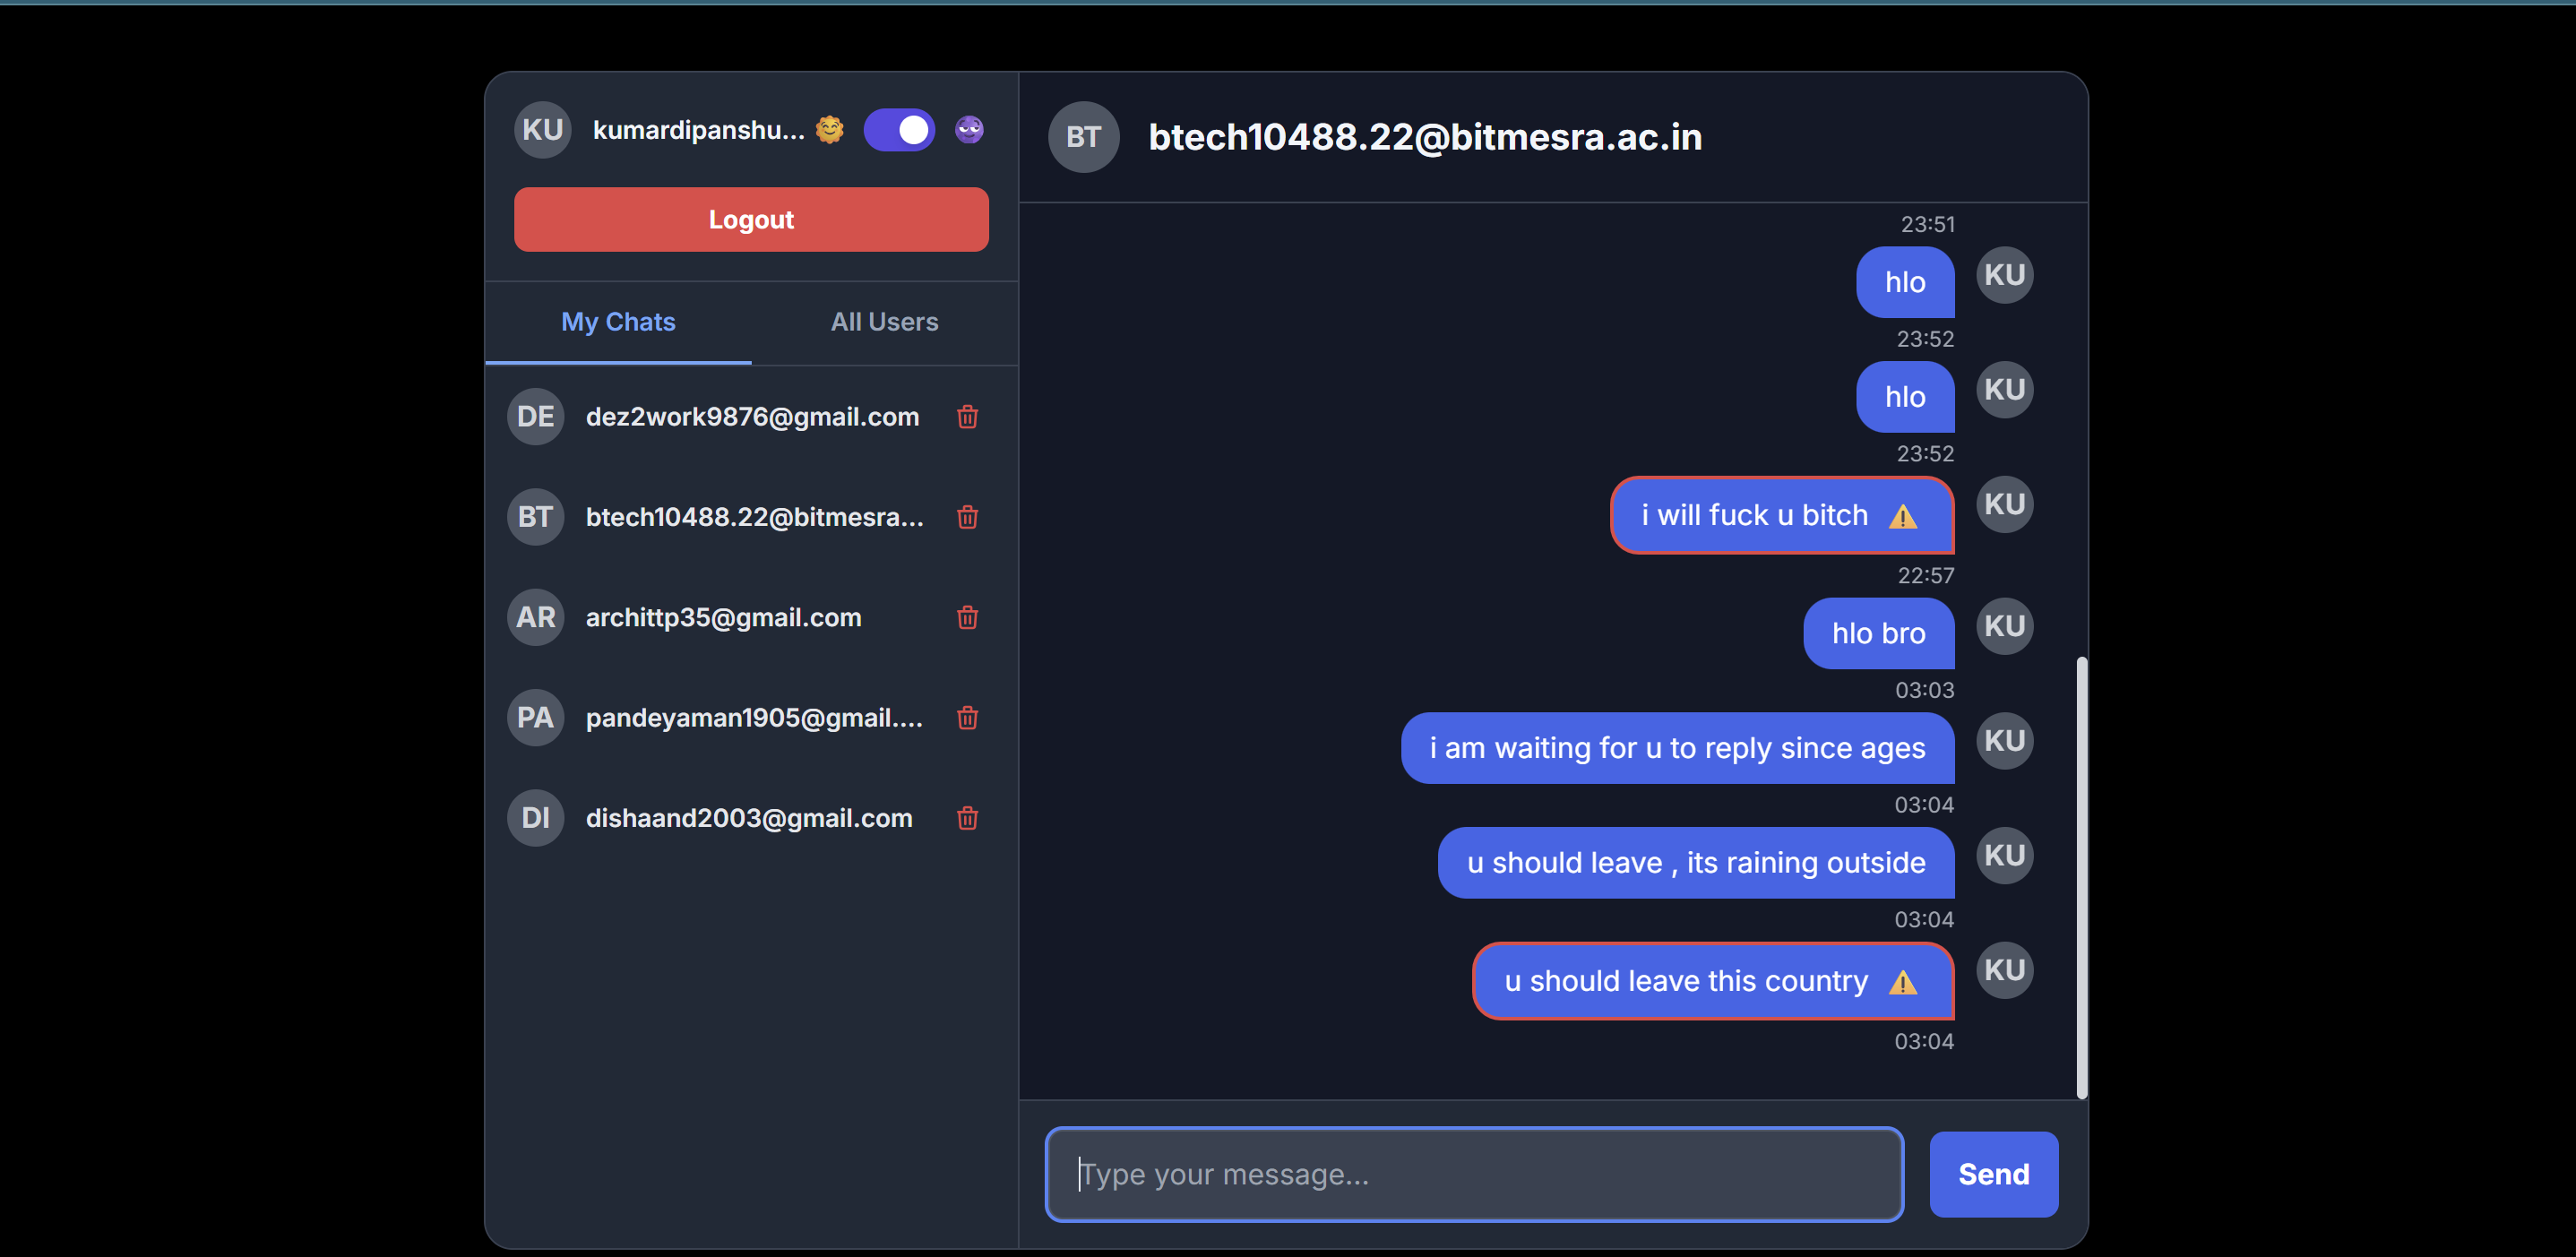 KU kumardipanshu...
Logout
My Chats All Users
DE dez2work9876@gmail.com
BT btech10488.22@bitmesra...
AR archittp35@gmail.com
PA pandeyaman1905@gmail....
DI dishaand2003@gmail.com
BT btech10488.22@bitmesra.ac.in
23:51
hlo KU
23:52
hlo KU
23:52
i will fuck u bitch ⚠️ KU
22:57
hlo bro KU
03:03
i am waiting for u to reply since ages KU
03:04
u should leave , its raining outside KU
03:04
u should leave this country ⚠️ KU
03:04
Type your message...
Send